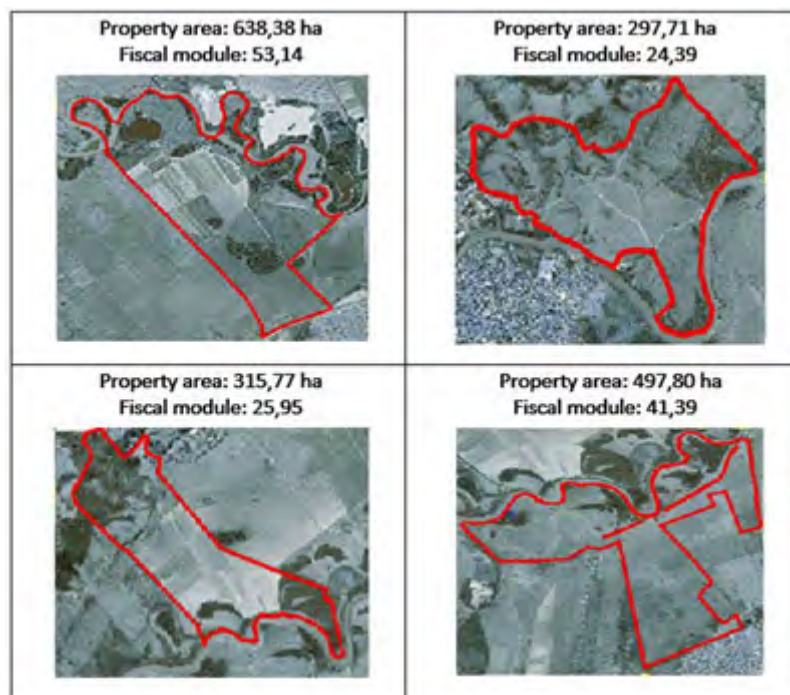 Property area: 638,38 ha
Fiscal module: 53,14
Property area: 297,71 ha
Fiscal module: 24,39
Property area: 315,77 ha
Fiscal module: 25,95
Property area: 497,80 ha
Fiscal module: 41,39